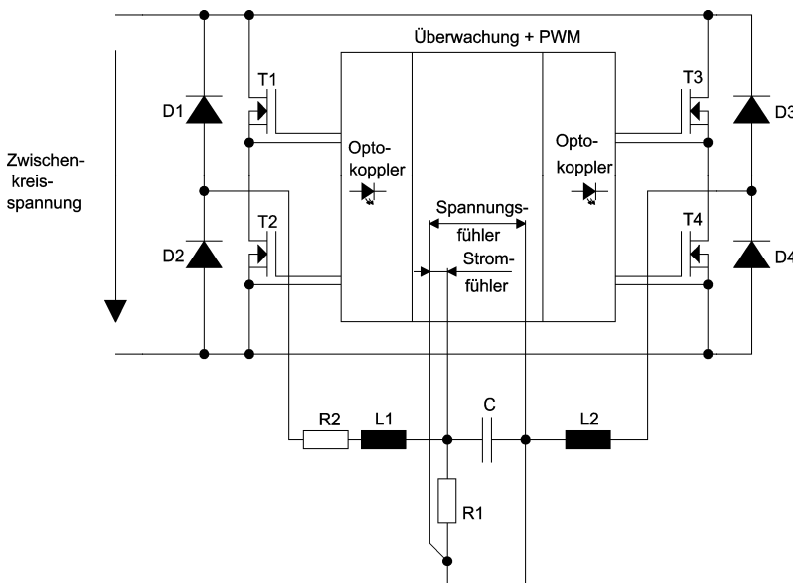 Überwachung + PWM
T1
T3
D1
D3
Opto-
koppler
Opto-
koppler
Zwischen-
kreis-
spannung
Spannungs-
fühler
T2
T4
D2
D4
Strom-
fühler
R2
L1
C
L2
R1